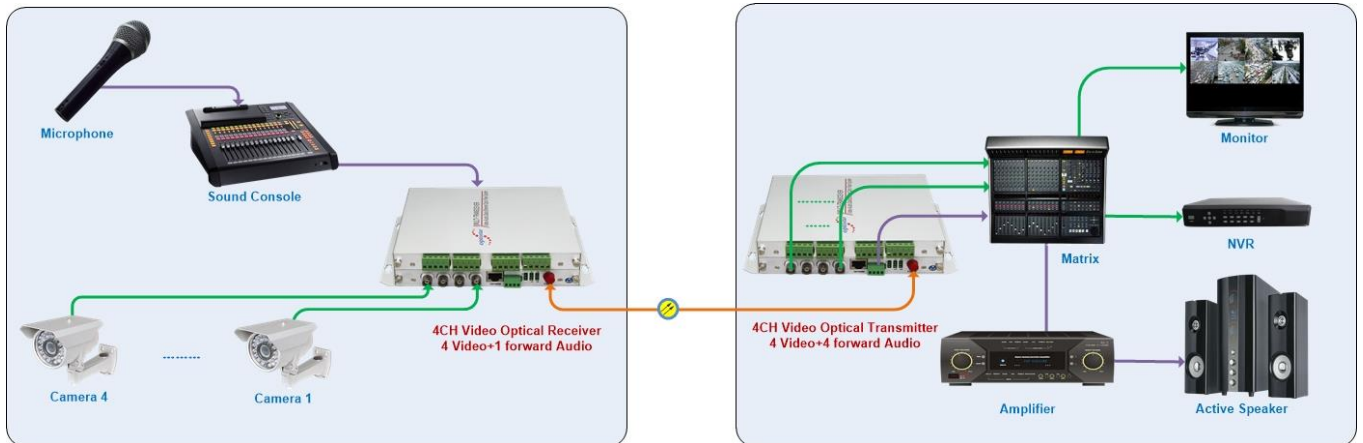 Microphone
Sound Console
4CH Video Optical Receiver
4 Video+1 forward Audio
Camera 4
.........
Camera 1
Monitor
Matrix
NVR
4CH Video Optical Transmitter
4 Video+4 forward Audio
Amplifier
Active Speaker